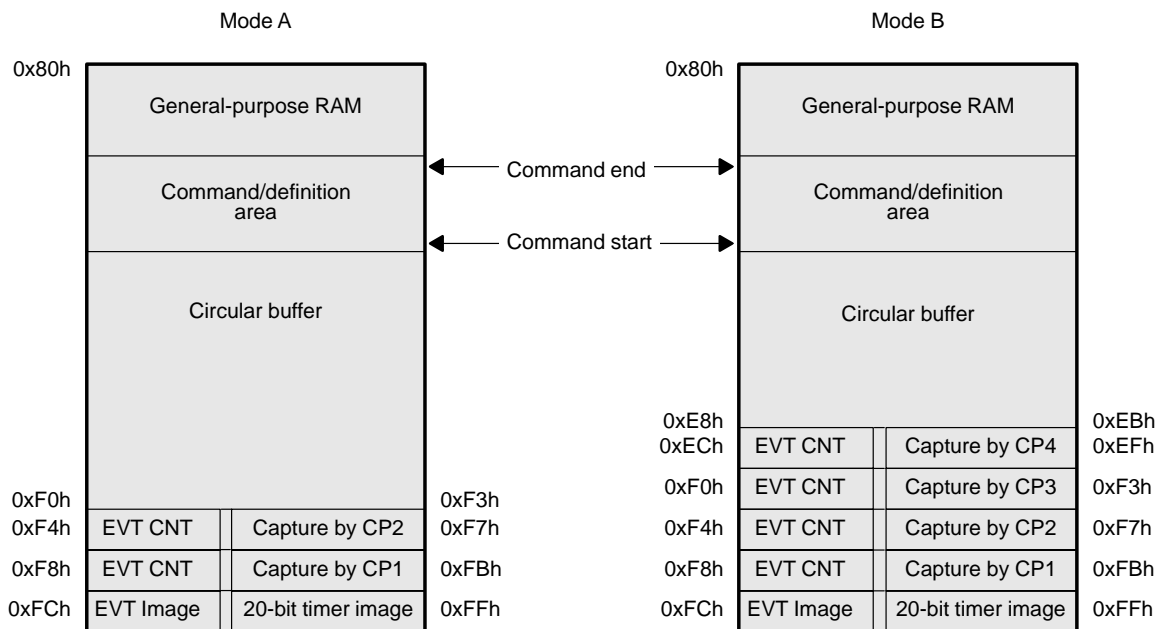 Mode A
Mode B
0x80h
General-purpose RAM
Command/definition
area
Circular buffer
0xF0h
0xF3h
0xF4h EVT CNT Capture by CP2 0xF7h
0xF8h EVT CNT Capture by CP1 0xFBh
0xFCh EVT Image 20-bit timer image 0xFFh
Command end
Command start
0x80h
General-purpose RAM
Command/definition
area
Circular buffer
0xE8h
0xEBh
0xECh EVT CNT Capture by CP4 0xEFh
0xF0h EVT CNT Capture by CP3 0xF3h
0xF4h EVT CNT Capture by CP2 0xF7h
0xF8h EVT CNT Capture by CP1 0xFBh
0xFCh EVT Image 20-bit timer image 0xFFh